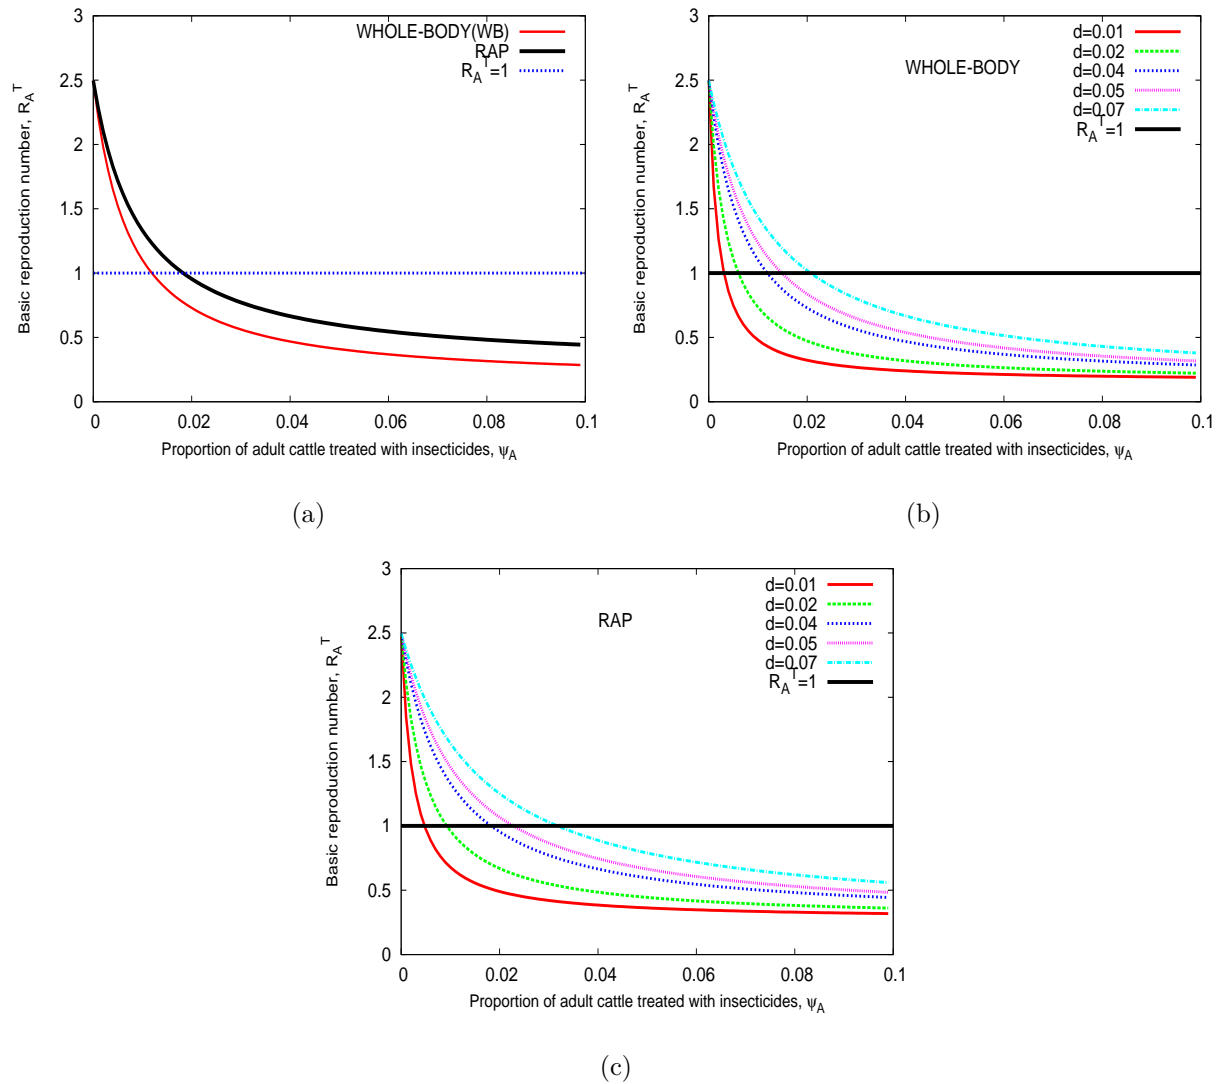 WHOLE-BODY(WB)
RAP
R_A^T=1
3
2.5
2
1.5
1
0.5
0
0 0.02 0.04 0.06 0.08 0.1
Basic reproduction number, R_A^T
Proportion of adult cattle treated with insecticides, ψ_A
(a)
WHOLE-BODY
d=0.01
d=0.02
d=0.04
d=0.05
d=0.07
R_A^T=1
3
2.5
2
1.5
1
0.5
0
0 0.02 0.04 0.06 0.08 0.1
Basic reproduction number, R_A^T
Proportion of adult cattle treated with insecticides, ψ_A
(b)
RAP
d=0.01
d=0.02
d=0.04
d=0.05
d=0.07
R_A^T=1
3
2.5
2
1.5
1
0.5
0
0 0.02 0.04 0.06 0.08 0.1
Basic reproduction number, R_A^T
Proportion of adult cattle treated with insecticides, ψ_A
(c)